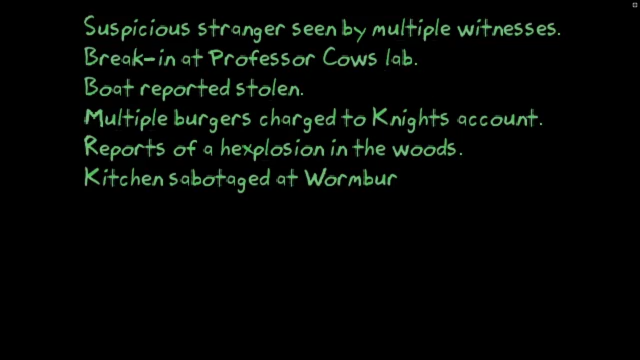 Suspicious stranger seen by multiple witnesses.
Break-in at Professor Cows lab.
Boat reported stolen.
Multiple burgers charged to Knights account.
Reports of a hexplosion in the woods.
Kitchen sabotaged at Wormbur